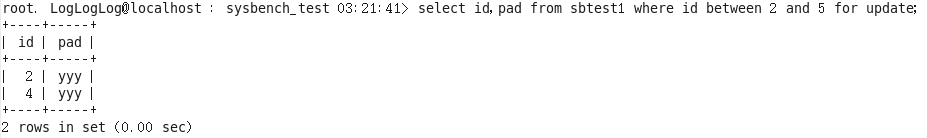 root. LogLogLog@localhost : sysbench_test 03:21:41> select id,pad from sbtest1 where id between 2 and 5 for update;
+----+-----+
| id | pad |
+----+-----+
|  2 | yyy |
|  4 | yyy |
+----+-----+
2 rows in set (0.00 sec)